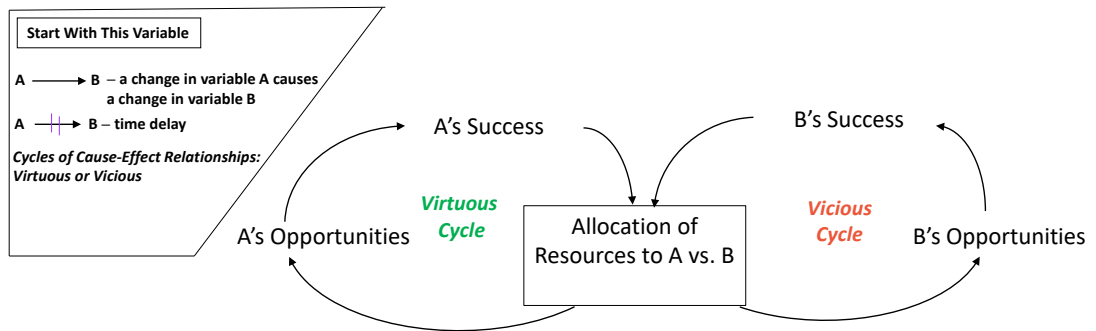 Start With This Variable
A B – a change in variable A causes
a change in variable B
A B – time delay
Cycles of Cause-Effect Relationships:
Virtuous or Vicious
A's Success
B's Success
Virtuous
Cycle
Vicious
Cycle
A's Opportunities
Allocation of
Resources to A vs. B
B's Opportunities